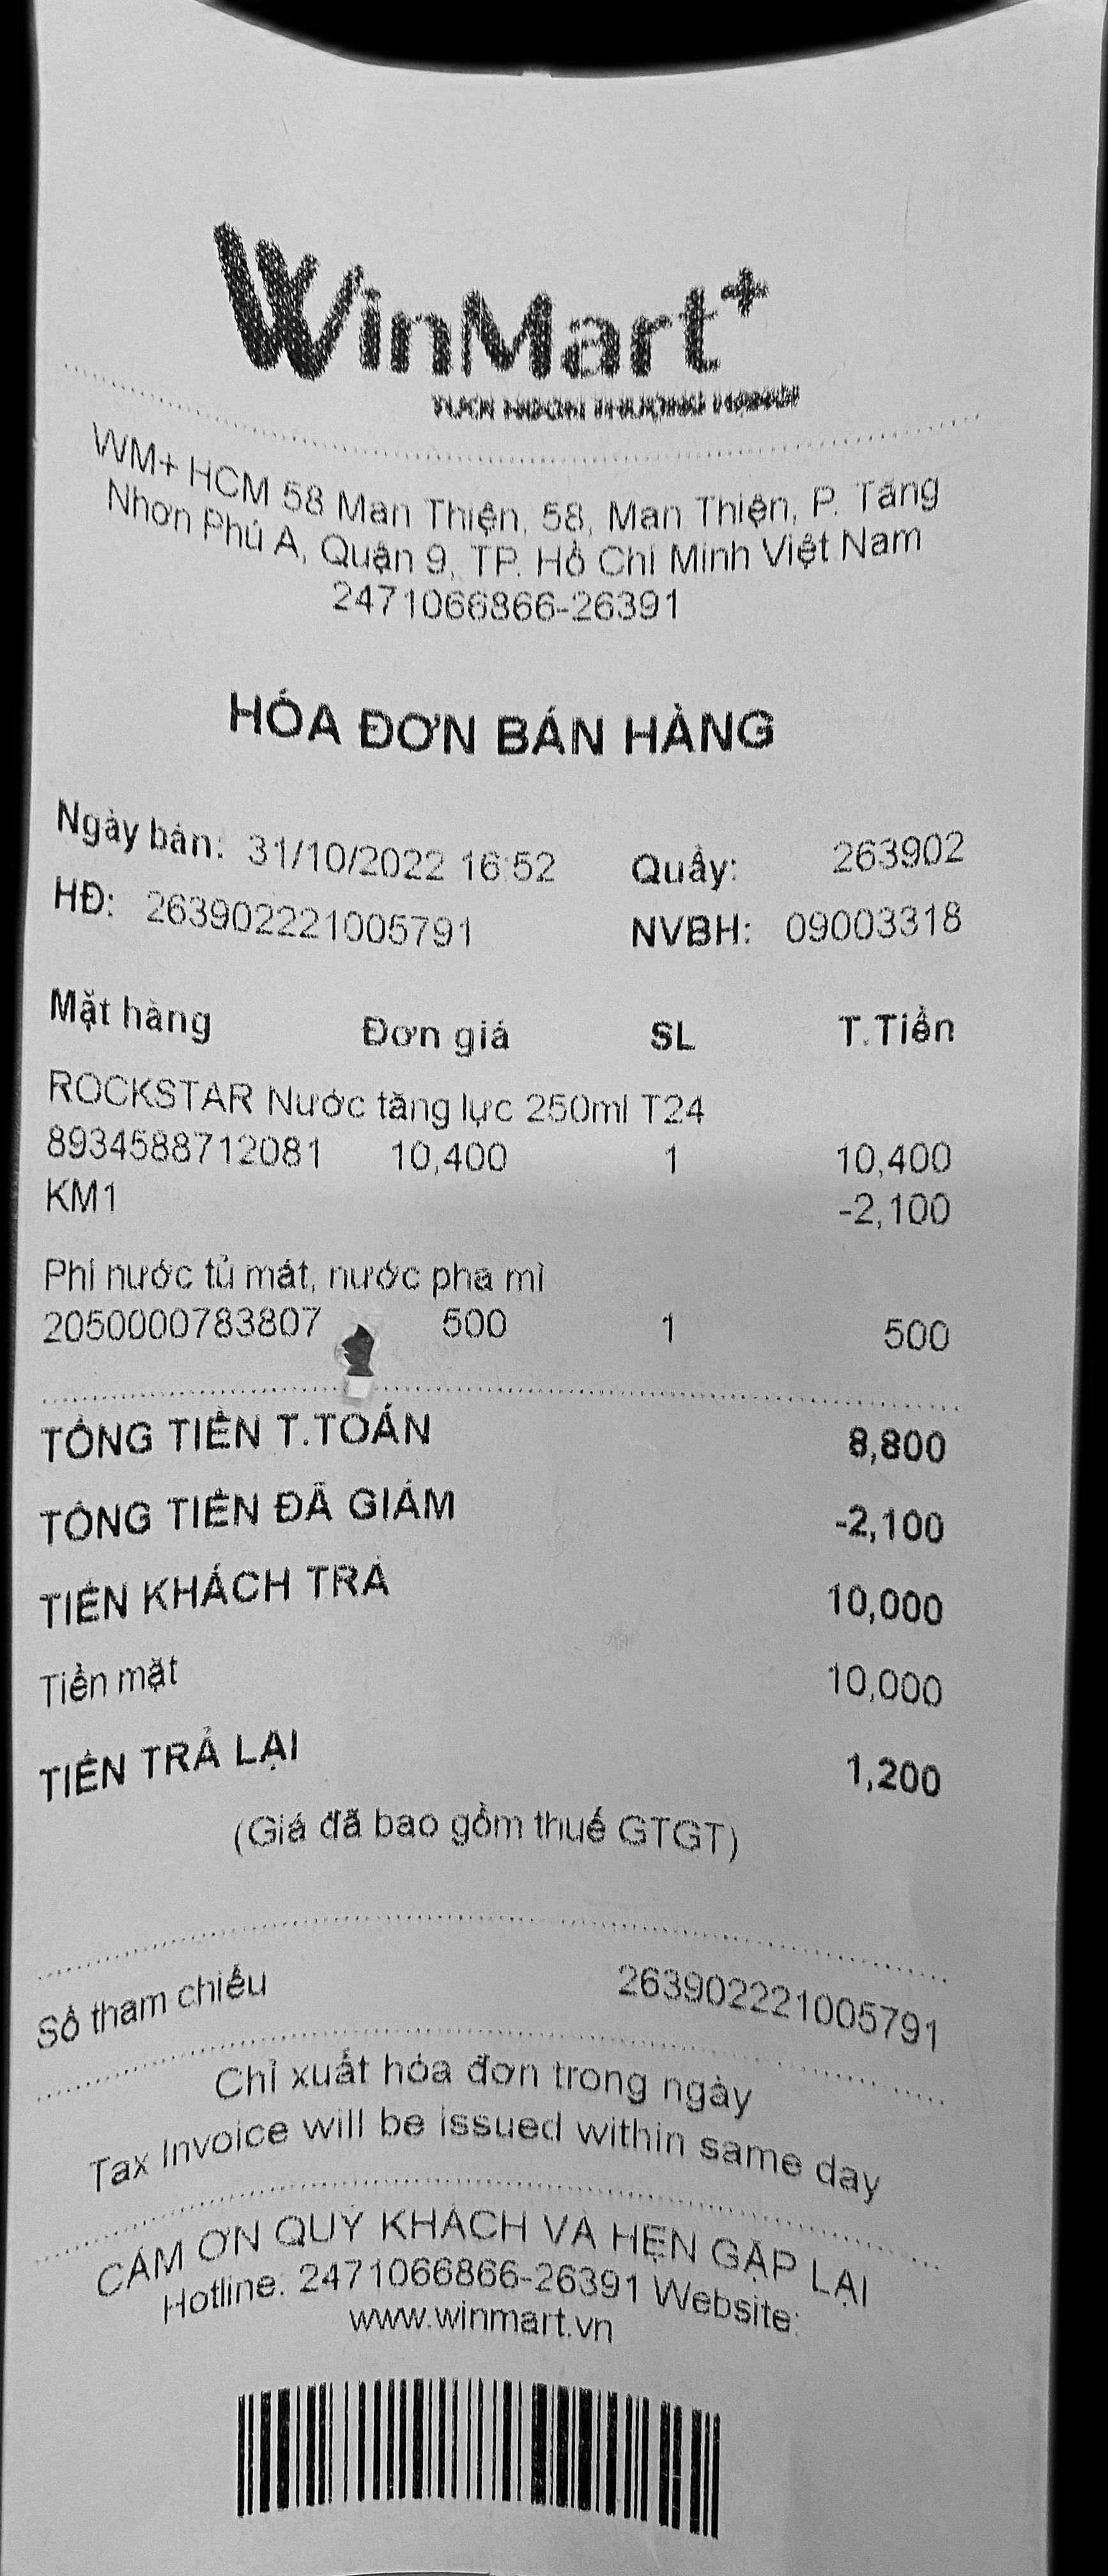 WinMart+
TƯƠI NGON THƯỢNG HẠNG!
WM+ HCM 58 Man Thiện, 58, Man Thiện, P. Tăng
Nhơn Phú A, Quận 9, TP. Hồ Chí Minh Việt Nam
2471066866-26391
HÓA ĐƠN BÁN HÀNG
Ngày bán: 31/10/2022 16:52 Quầy: 263902
HĐ: 263902221005791 NVBH: 09003318
Mặt hàng Đơn giá SL T.Tiền
ROCKSTAR Nước tăng lực 250ml T24
8934588712081 10,400 1 10,400
KM1 -2,100
Phí nước tủ mát, nước pha mì
2050000783807 500 1 500
TỔNG TIỀN T.TOÁN 8,800
TỔNG TIỀN ĐÃ GIẢM -2,100
TIỀN KHÁCH TRẢ 10,000
Tiền mặt 10,000
TIỀN TRẢ LẠI 1,200
(Giá đã bao gồm thuế GTGT)
Số tham chiếu 263902221005791
Chỉ xuất hóa đơn trong ngày
Tax Invoice will be issued within same day
CẢM ƠN QUÝ KHÁCH VÀ HẸN GẶP LẠI
Hotline: 2471066866-26391 Website:
www.winmart.vn